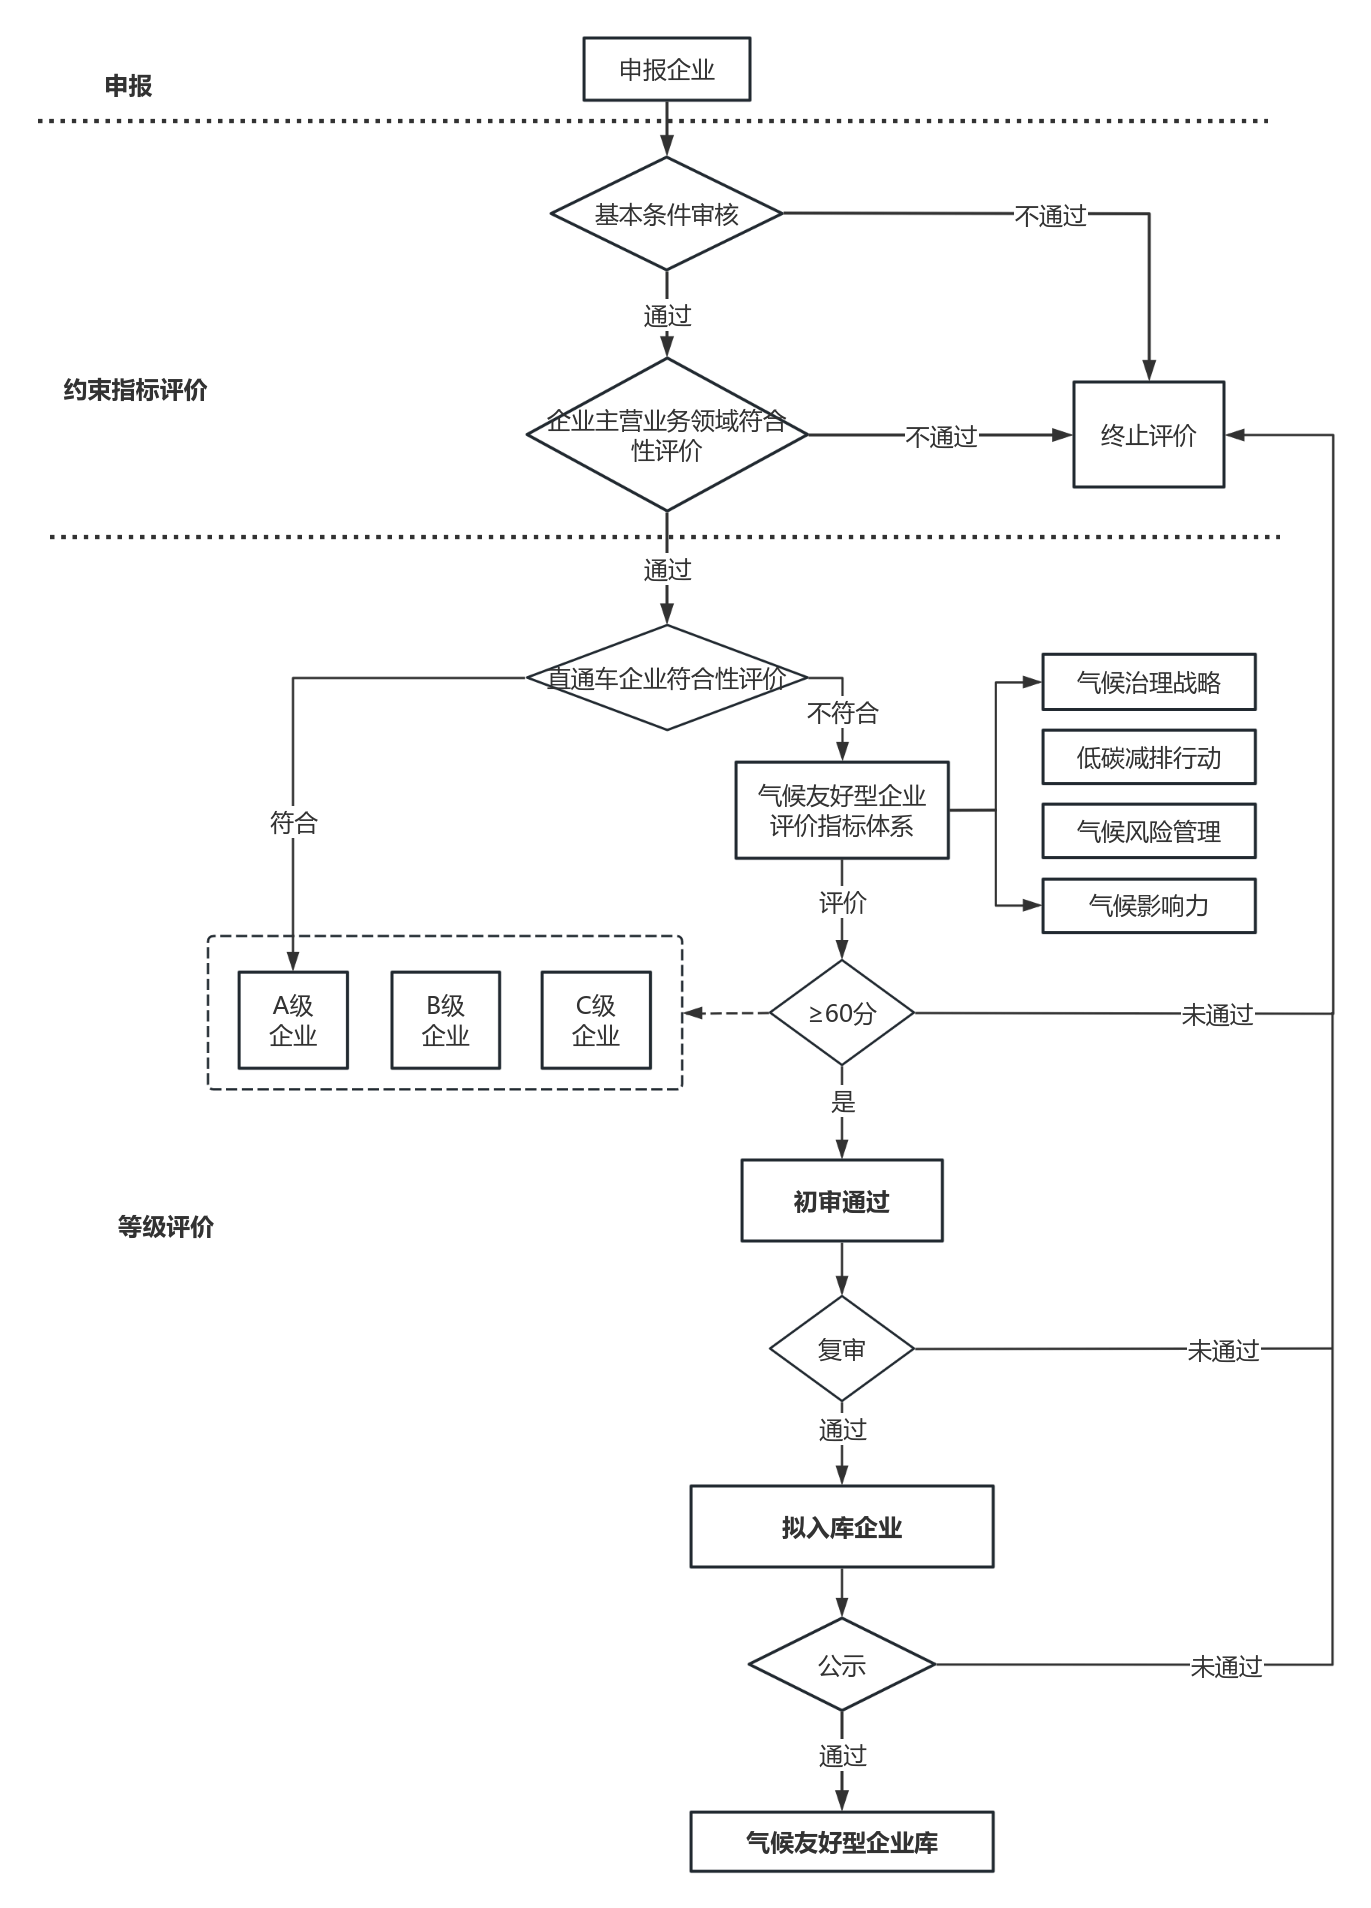 申报企业
申报
基本条件审核
不通过
通过
约束指标评价
企业主营业务领域符合
性评价
不通过
终止评价
通过
直通车企业符合性评价
不符合
气候治理战略
低碳减排行动
气候友好型企业
评价指标体系
符合
气候风险管理
评价
气候影响力
A级
企业
B级
企业
C级
企业
≥60分
未通过
是
初审通过
等级评价
复审
未通过
通过
拟入库企业
公示
未通过
通过
气候友好型企业库